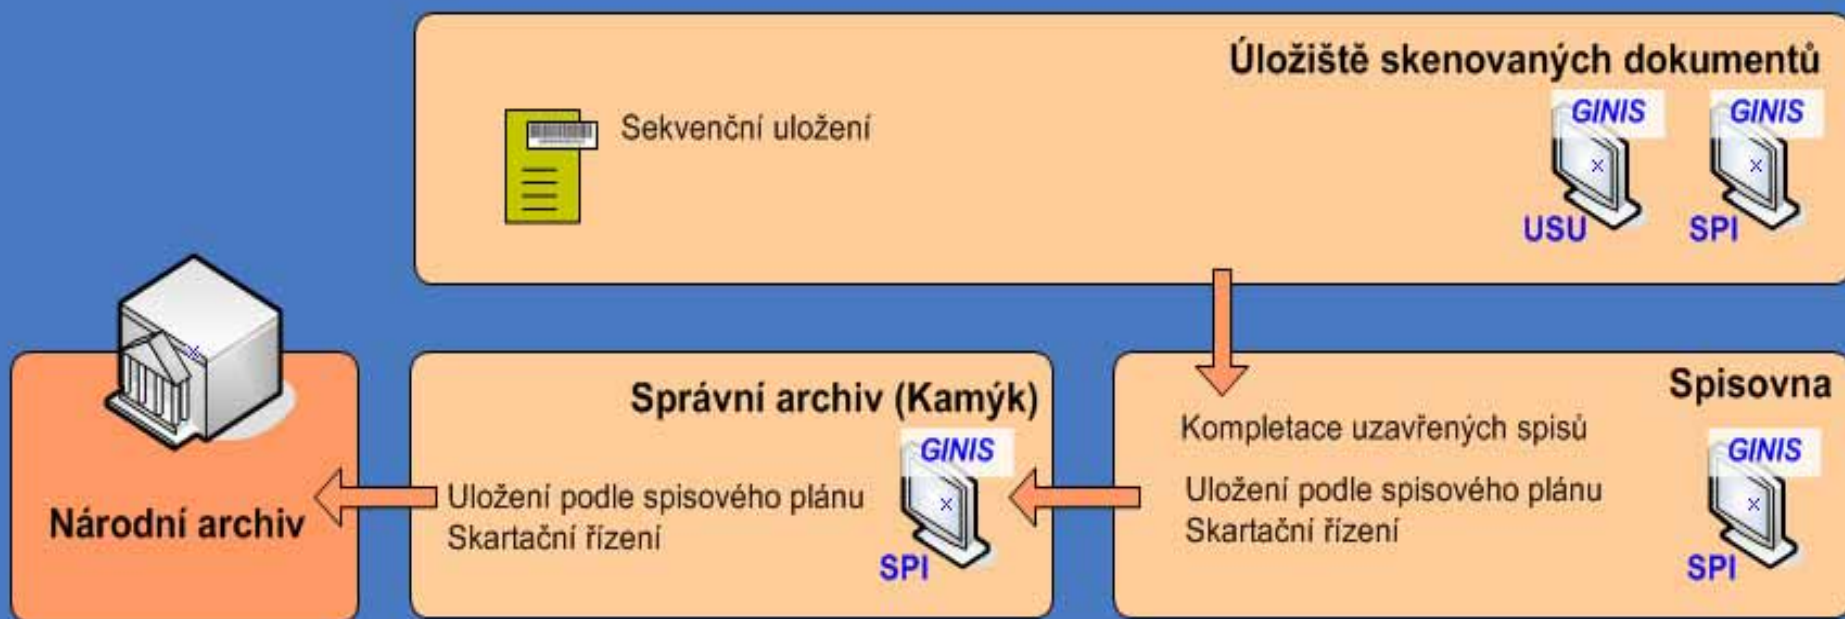 Úložiště skenovaných dokumentů
Sekvenční uložení
GINIS
GINIS
USU
SPI
Národní archiv
Správní archiv (Kamýk)
GINIS
Uložení podle spisového plánu
Skartační řízení
SPI
Spisovna
Kompletace uzavřených spisů
GINIS
Uložení podle spisového plánu
Skartační řízení
SPI